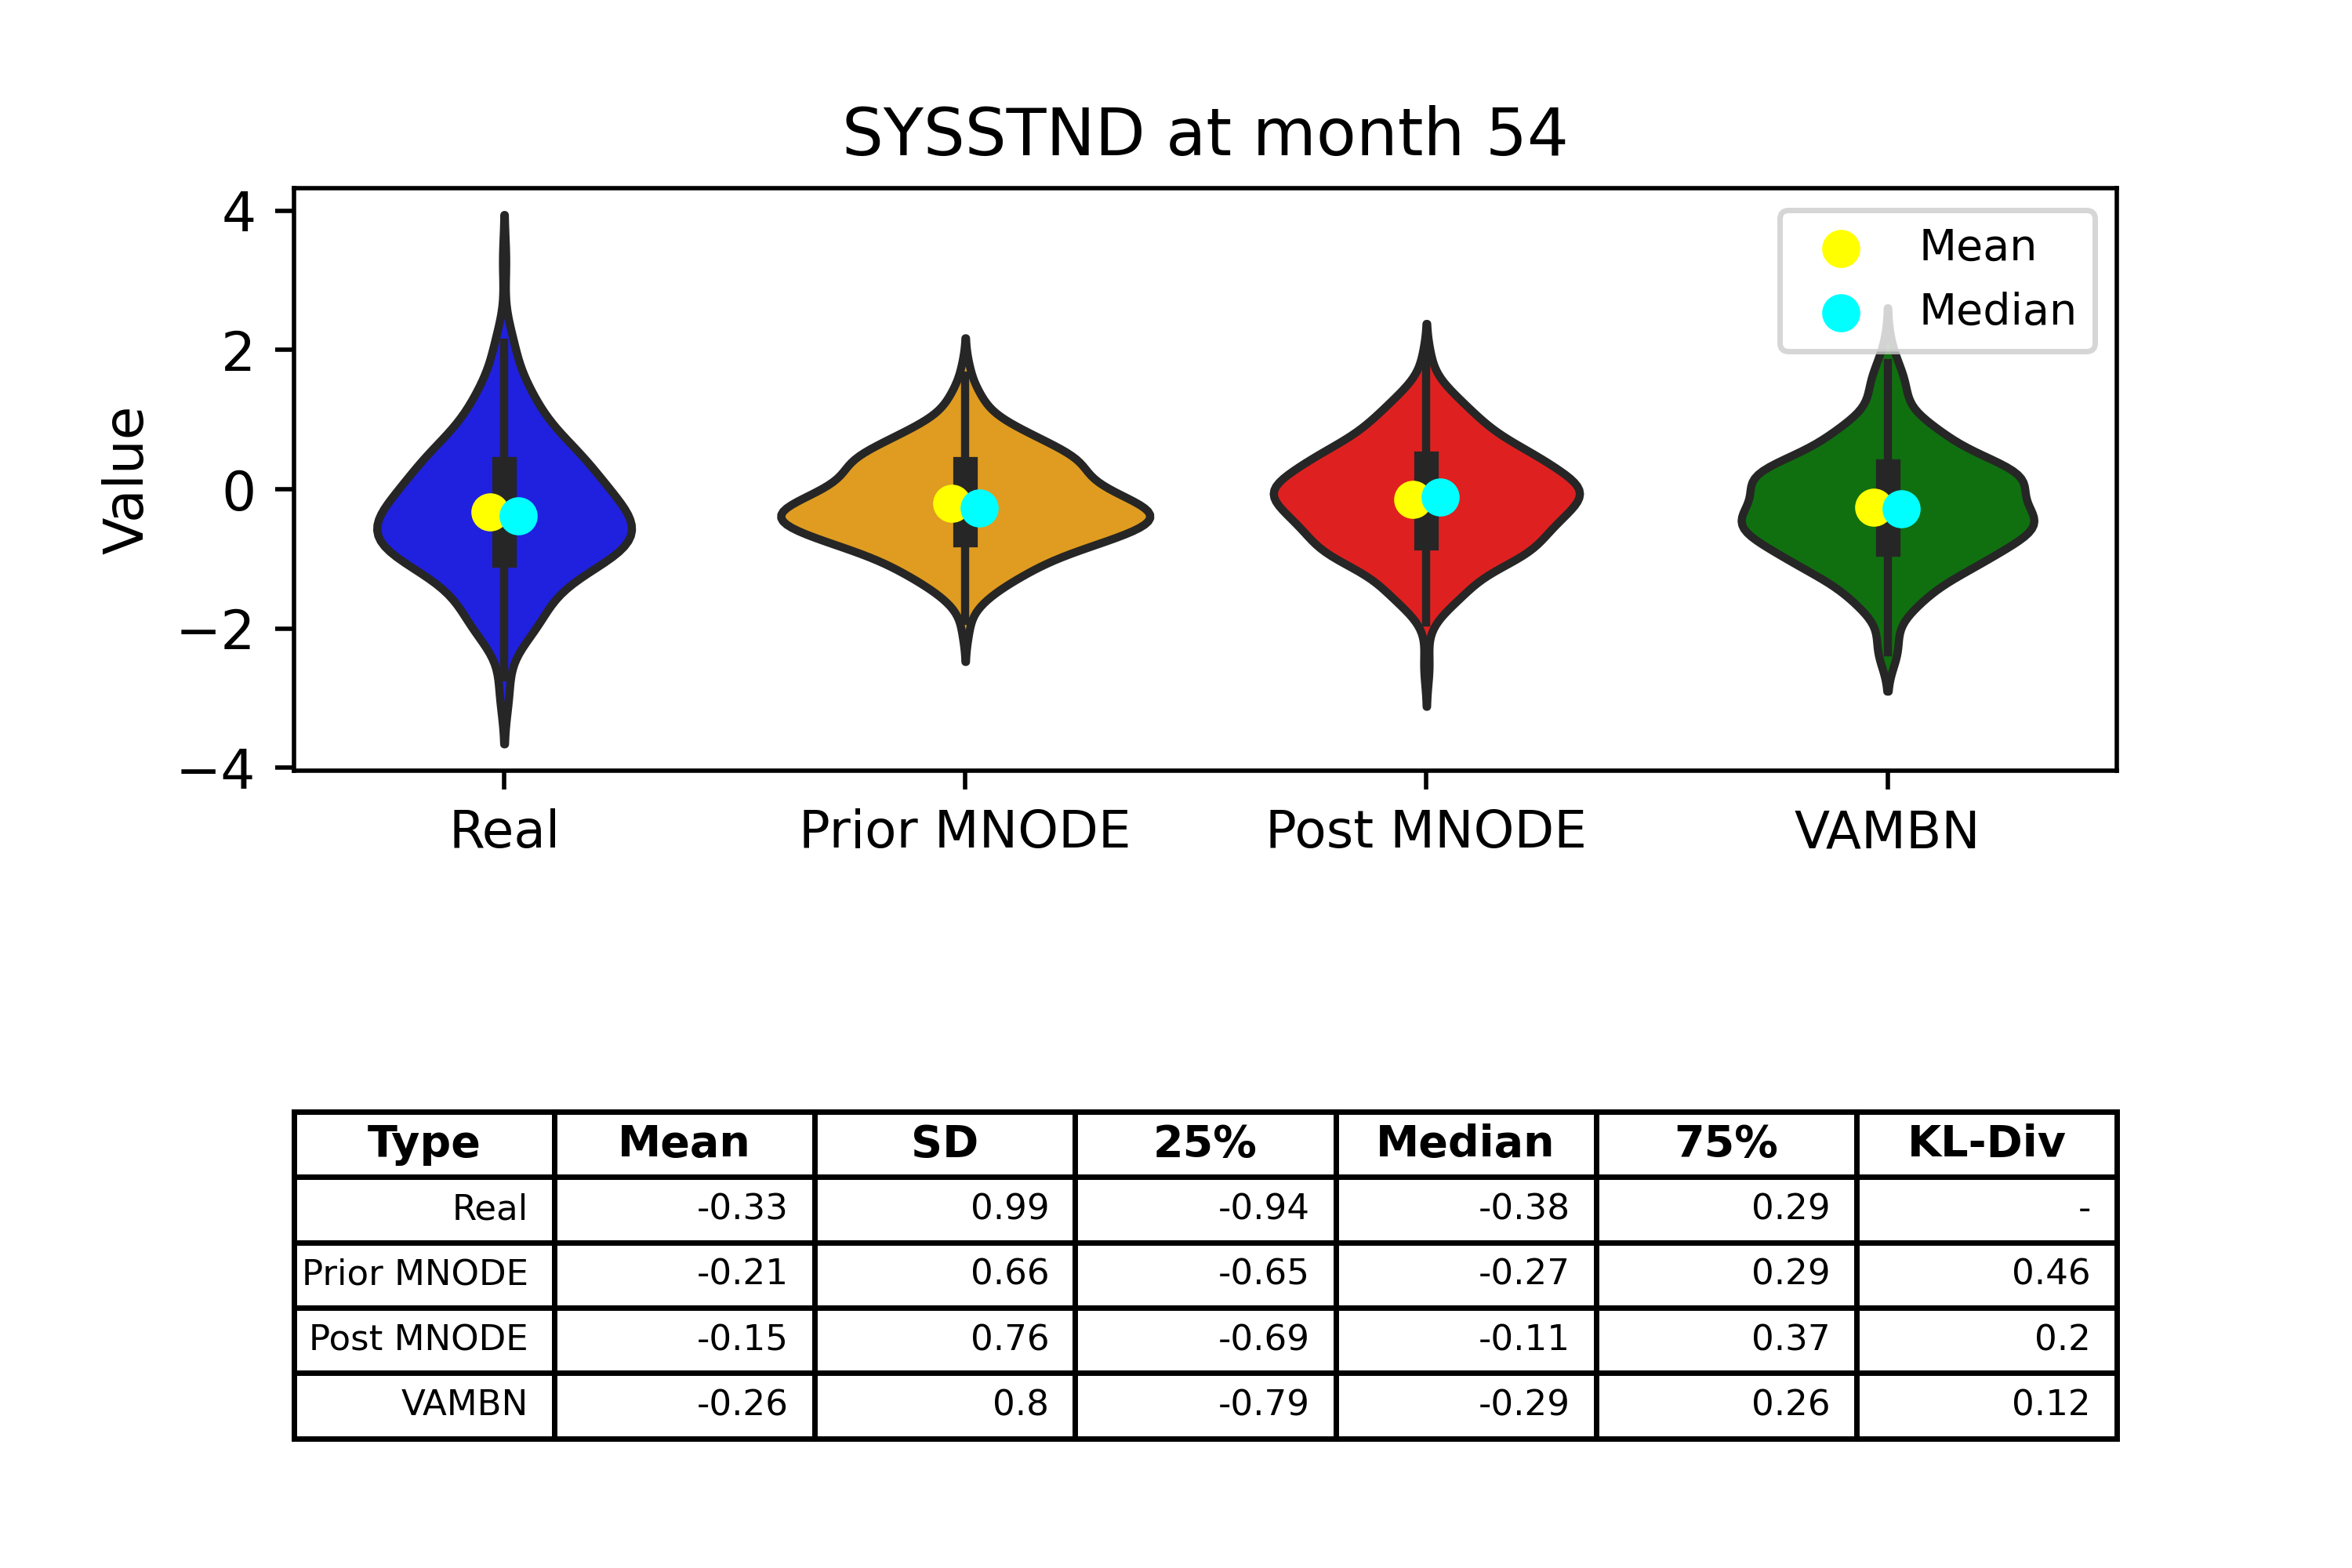 SYSSTND at month 54
Mean
Median
Value
4
2
0
−2
−4
Real Prior MNODE Post MNODE VAMBN
Type Mean SD 25% Median 75% KL-Div
Real -0.33 0.99 -0.94 -0.38 0.29 -
Prior MNODE -0.21 0.66 -0.65 -0.27 0.29 0.46
Post MNODE -0.15 0.76 -0.69 -0.11 0.37 0.2
VAMBN -0.26 0.8 -0.79 -0.29 0.26 0.12